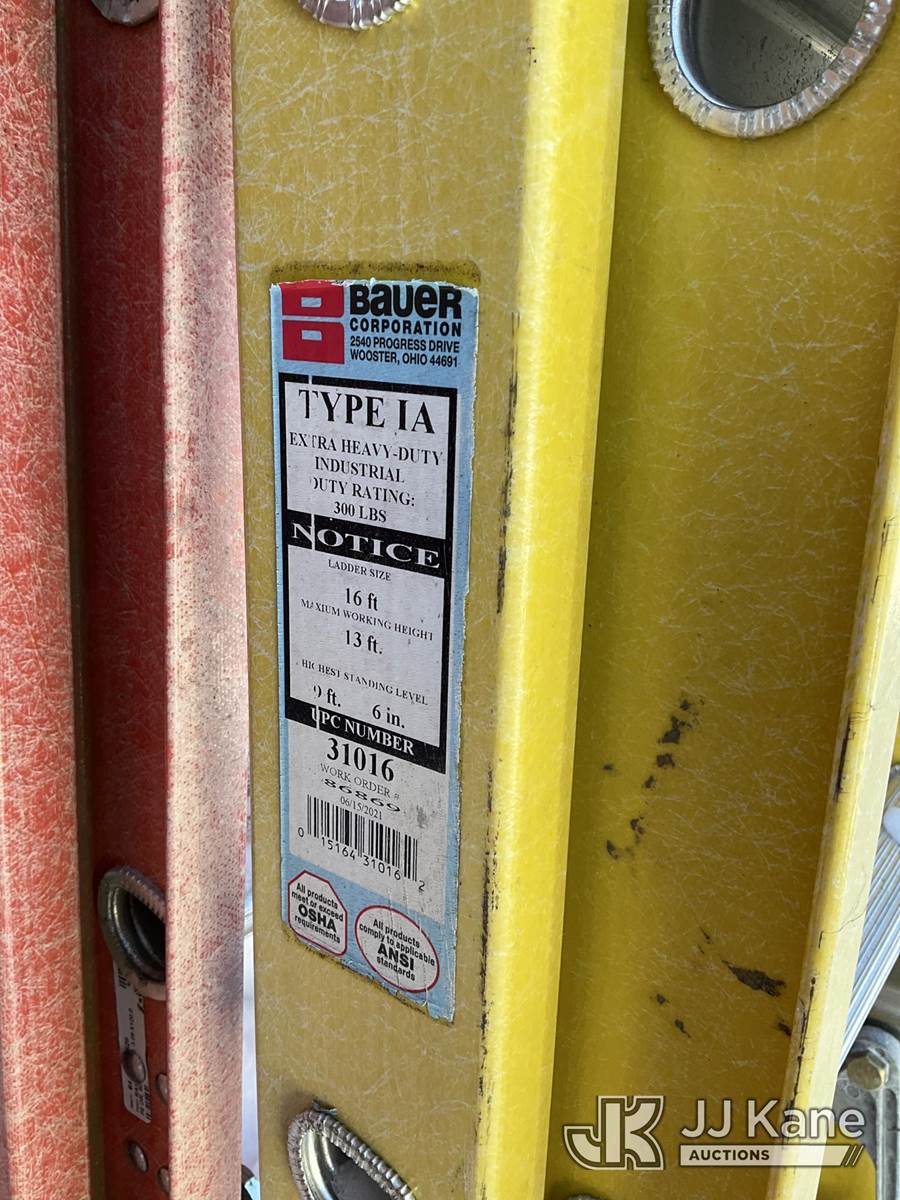 BAUER
CORPORATION
2540 PROGRESS DRIVE
WOOSTER, OHIO 44691
TYPE IA
EXTRA HEAVY-DUTY
INDUSTRIAL
DUTY RATING:
300 LBS
NOTICE
LADDER SIZE
16 ft
MAXIUM WORKING HEIGHT
13 ft.
HIGHEST STANDING LEVEL
ft. 6 in.
UPC NUMBER
31016
WORK ORDER #
86869
06/15/2021
0 15164 31016 2
All products
meet or exceed
OSHA
requirements
All products
comply to applicable
ANSI
standards
JK JJ Kane
AUCTIONS